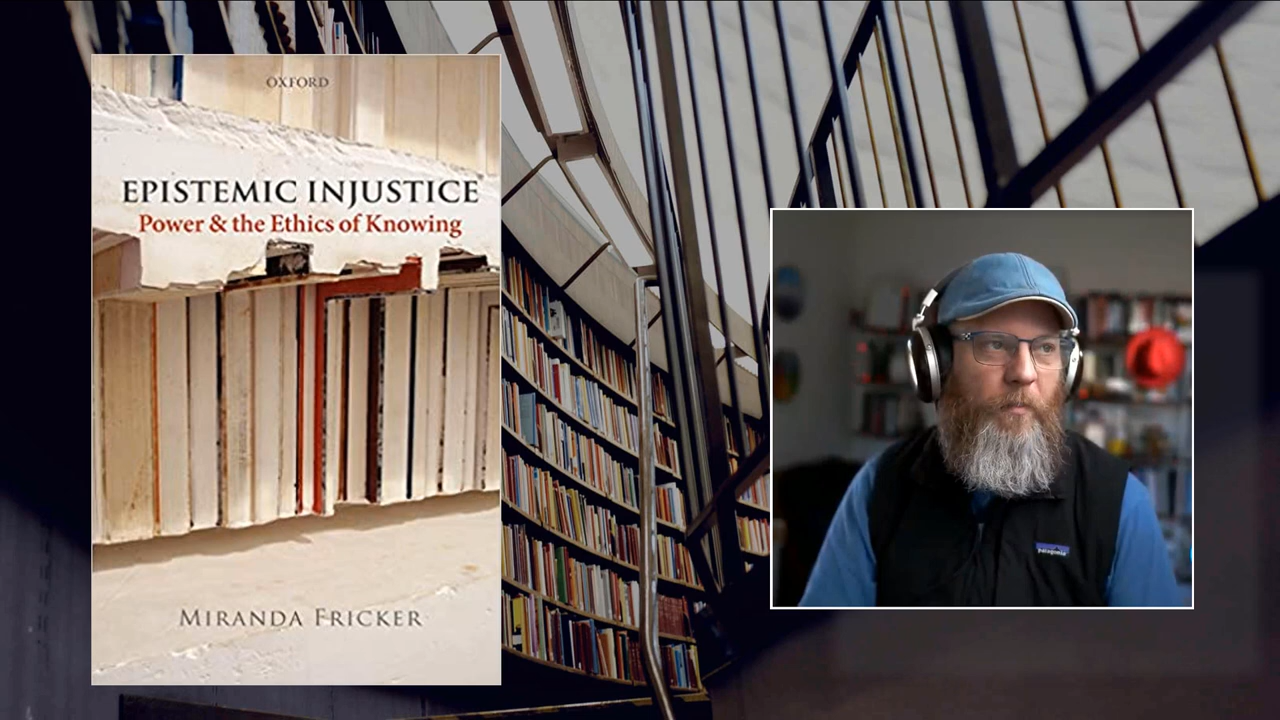 OXFORD
EPISTEMIC INJUSTICE
Power & the Ethics of Knowing
MIRANDA FRICKER
patagonia